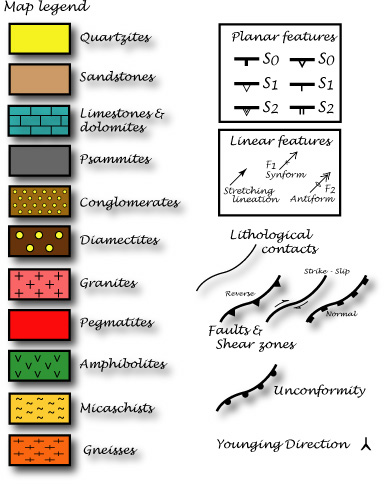 Map legend
Quartzites
Sandstones
Limestones &
dolomites
Psammites
Conglomerates
Diamectites
Granites
Pegmatites
Amphibolites
Micaschists
Gneisses
Planar features
S0 S0
S1 S1
S2 S2
Linear features
F1
Synform
Stretching
lineation
F2
Antiform
Lithological
contacts
Strike - Slip
Reverse
Normal
Faults &
Shear zones
Unconformity
Younging Direction